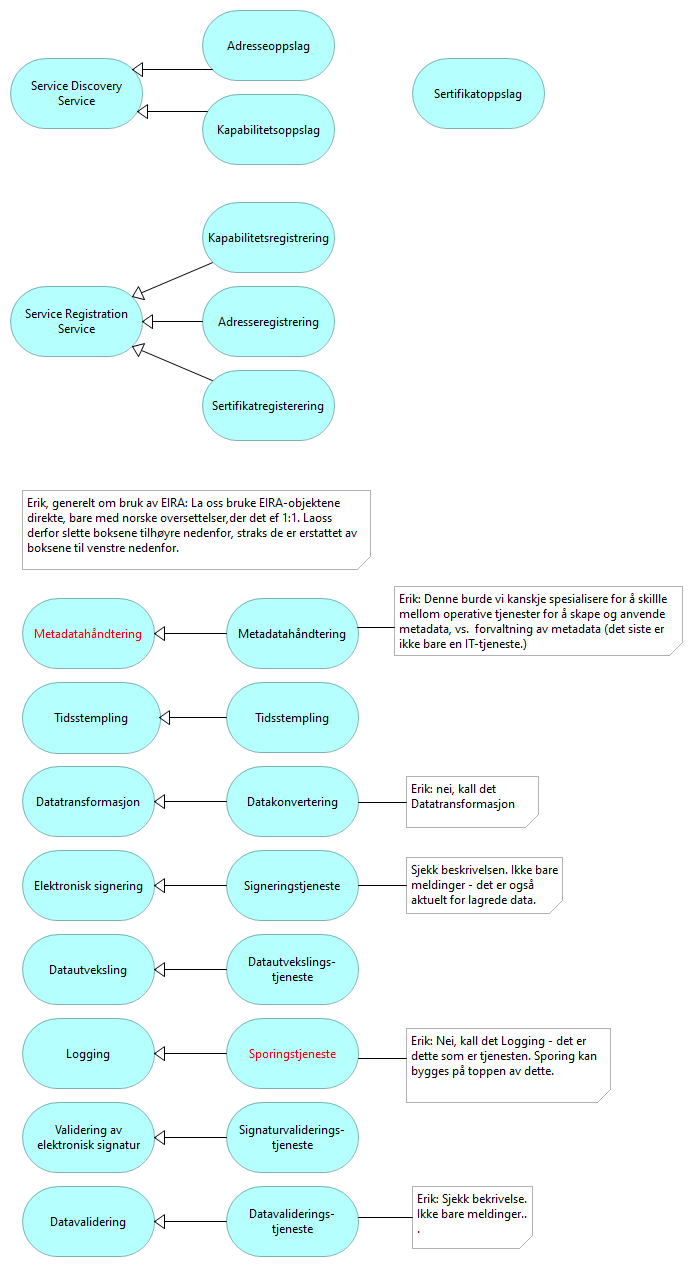 Adresseoppslag
Service Discovery
Service
Sertifikatoppslag
Kapabilitetsoppslag
Kapabilitetsregistrering
Service Registration
Service
Adresseregistrering
Sertifikatregisterering
Erik, generelt om bruk av EIRA: La oss bruke EIRA-objektene
direkte, bare med norske oversettelser,der det ef 1:1. Laoss
derfor slette boksene tilhøyre nedenfor, straks de er erstattet av
boksene til venstre nedenfor.
Metadatahåndtering
Metadatahåndtering
Erik: Denne burde vi kanskje spesialisere for å skillle
mellom operative tjenester for å skape og anvende
metadata, vs.  forvaltning av metadata (det siste er
ikke bare en IT-tjeneste.)
Tidsstempling
Tidsstempling
Datatransformasjon
Datakonvertering
Erik: nei, kall det
Datatransformasjon
Elektronisk signering
Signeringstjeneste
Sjekk beskrivelsen. Ikke bare
meldinger - det er også
aktuelt for lagrede data.
Datautveksling
Datautvekslings-
tjeneste
Logging
Sporingstjeneste
Erik: Nei, kall det Logging - det er
dette som er tjenesten. Sporing kan
bygges på toppen av dette.
Validering av
elektronisk signatur
Signaturvaliderings-
tjeneste
Datavalidering
Datavaliderings-
tjeneste
Erik: Sjekk bekrivelse.
Ikke bare meldinger..
.